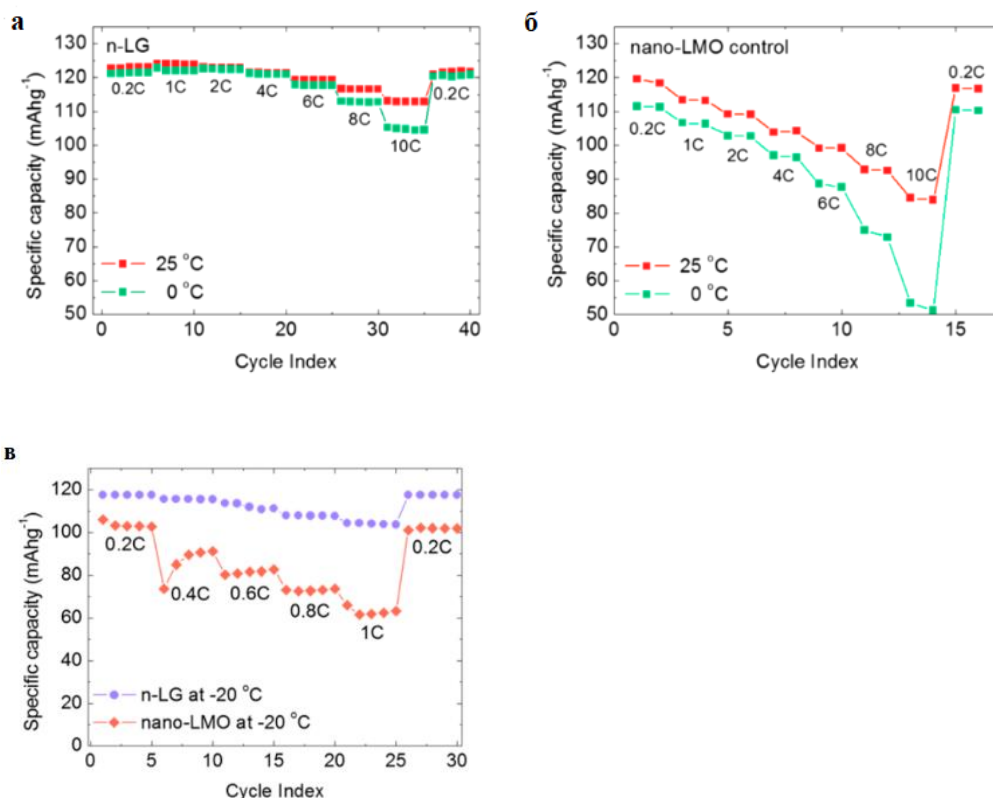 а
n-LG
130
120
110
100
90
80
70
60
50
Specific capacity (mAhg⁻¹)
0.2C
1C
2C
4C
6C
8C
10C
0.2C
25 °C
0 °C
0 10 20 30 40
Cycle Index
б
nano-LMO control
130
120
110
100
90
80
70
60
50
Specific capacity (mAhg⁻¹)
0.2C
1C
2C
4C
6C
8C
10C
0.2C
25 °C
0 °C
0 5 10 15
Cycle Index
в
120
100
80
60
40
20
0
Specific capacity (mAhg⁻¹)
0.2C
0.4C
0.6C
0.8C
1C
0.2C
n-LG at -20 °C
nano-LMO at -20 °C
0 5 10 15 20 25 30
Cycle Index